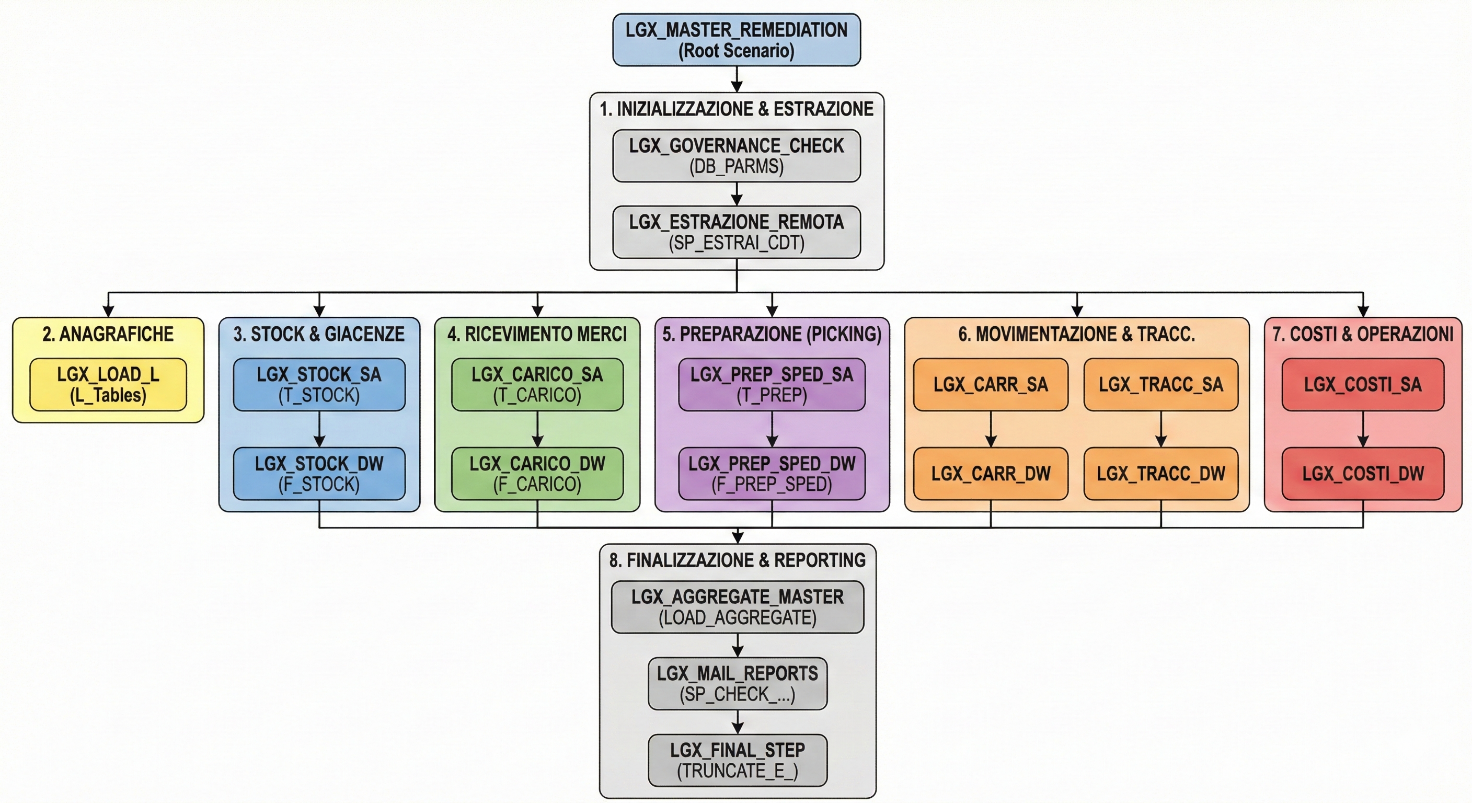 LGX_MASTER_REMEDIATION
(Root Scenario)
1. INIZIALIZZAZIONE & ESTRAZIONE
LGX_GOVERNANCE_CHECK
(DB_PARMS)
LGX_ESTRAZIONE_REMOTA
(SP_ESTRAI_CDT)
2. ANAGRAFICHE
LGX_LOAD_L
(L_Tables)
3. STOCK & GIACENZE
LGX_STOCK_SA
(T_STOCK)
LGX_STOCK_DW
(F_STOCK)
4. RICEVIMENTO MERCI
LGX_CARICO_SA
(T_CARICO)
LGX_CARICO_DW
(F_CARICO)
5. PREPARAZIONE (PICKING)
LGX_PREP_SPED_SA
(T_PREP)
LGX_PREP_SPED_DW
(F_PREP_SPED)
6. MOVIMENTAZIONE & TRACC.
LGX_CARR_SA
LGX_CARR_DW
LGX_TRACC_SA
LGX_TRACC_DW
7. COSTI & OPERAZIONI
LGX_COSTI_SA
LGX_COSTI_DW
8. FINALIZZAZIONE & REPORTING
LGX_AGGREGATE_MASTER
(LOAD_AGGREGATE)
LGX_MAIL_REPORTS
(SP_CHECK_...)
LGX_FINAL_STEP
(TRUNCATE_E_)